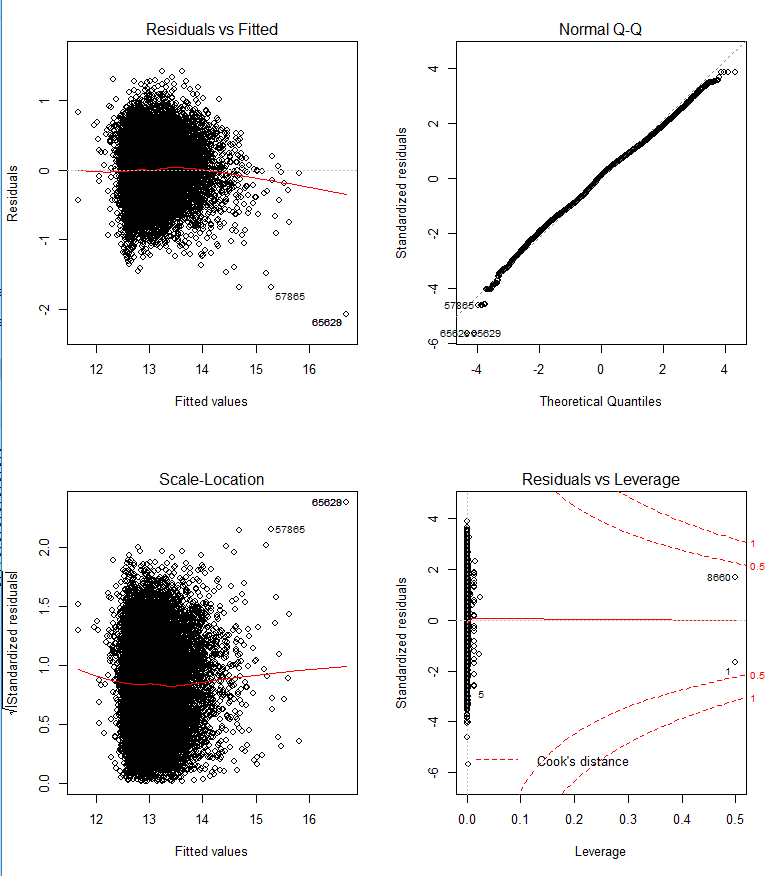 Residuals vs Fitted
Residuals
1
0
-1
-2
57865
65629
12 13 14 15 16
Fitted values
Normal Q-Q
Standardized residuals
4
2
0
-2
-4
-6
57865
65629
-4 -2 0 2 4
Theoretical Quantiles
Scale-Location
√|Standardized residuals|
2.0
1.5
1.0
0.5
0.0
65629
57865
12 13 14 15 16
Fitted values
Residuals vs Leverage
Standardized residuals
4
2
0
-2
-4
-6
1
0.5
8660
1
0.5
5
1
Cook's distance
0.0 0.1 0.2 0.3 0.4 0.5
Leverage